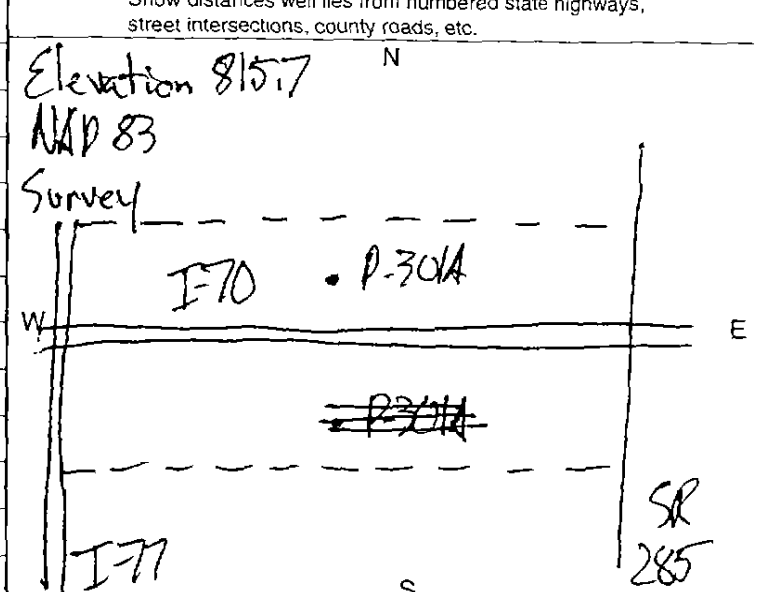 Show distances well lies from numbered state highways,
street intersections, county roads, etc.
N
Elevation 815.7
NAD 83
Survey
I-70
P-301A
W
E
P-301A
SR
285
I-77
S